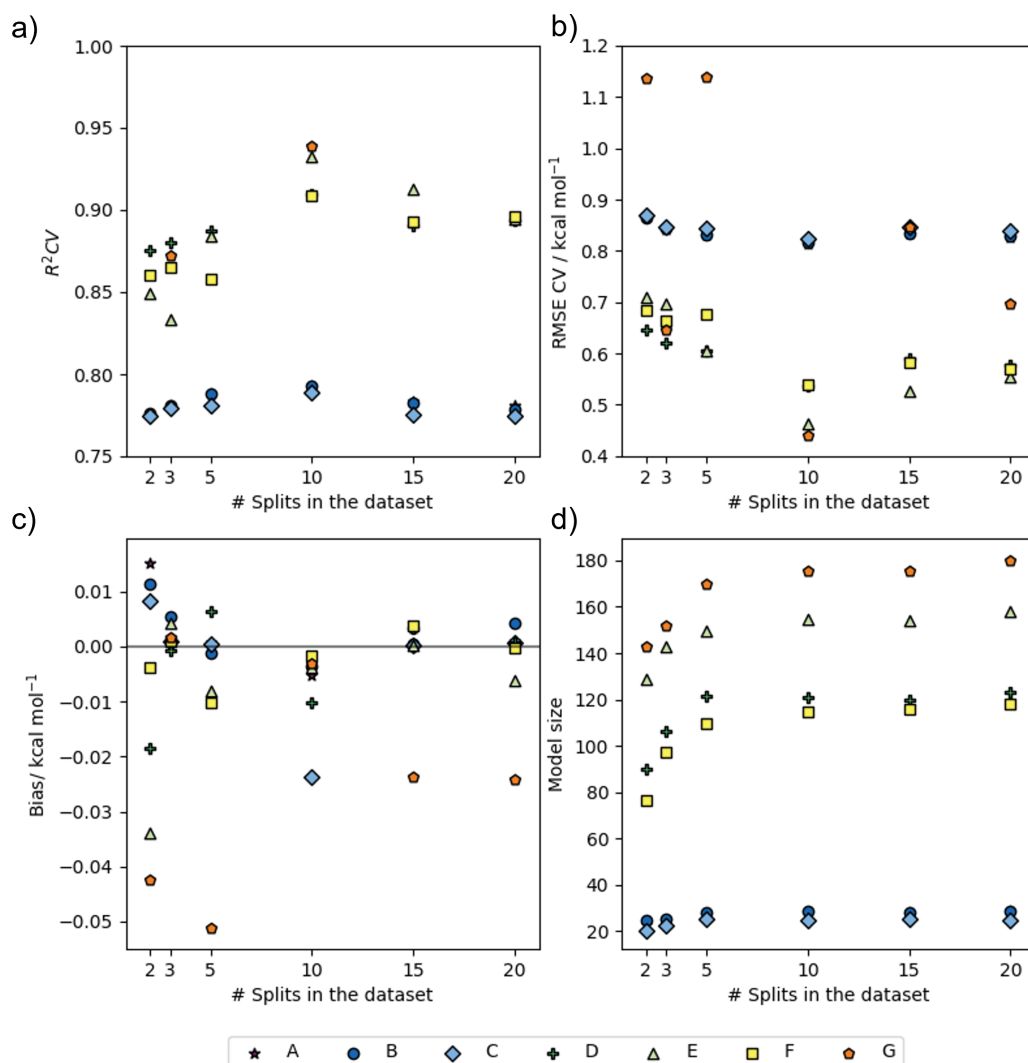 a)
1.00
0.95
0.90
0.85
0.80
0.75
R²CV
2 3 5 10 15 20
# Splits in the dataset
b)
1.2
1.1
1.0
0.9
0.8
0.7
0.6
0.5
0.4
RMSE CV / kcal mol⁻¹
2 3 5 10 15 20
# Splits in the dataset
c)
0.01
0.00
−0.01
−0.02
−0.03
−0.04
−0.05
Bias/ kcal mol⁻¹
2 3 5 10 15 20
# Splits in the dataset
d)
180
160
140
120
100
80
60
40
20
Model size
2 3 5 10 15 20
# Splits in the dataset
A B C D E F G